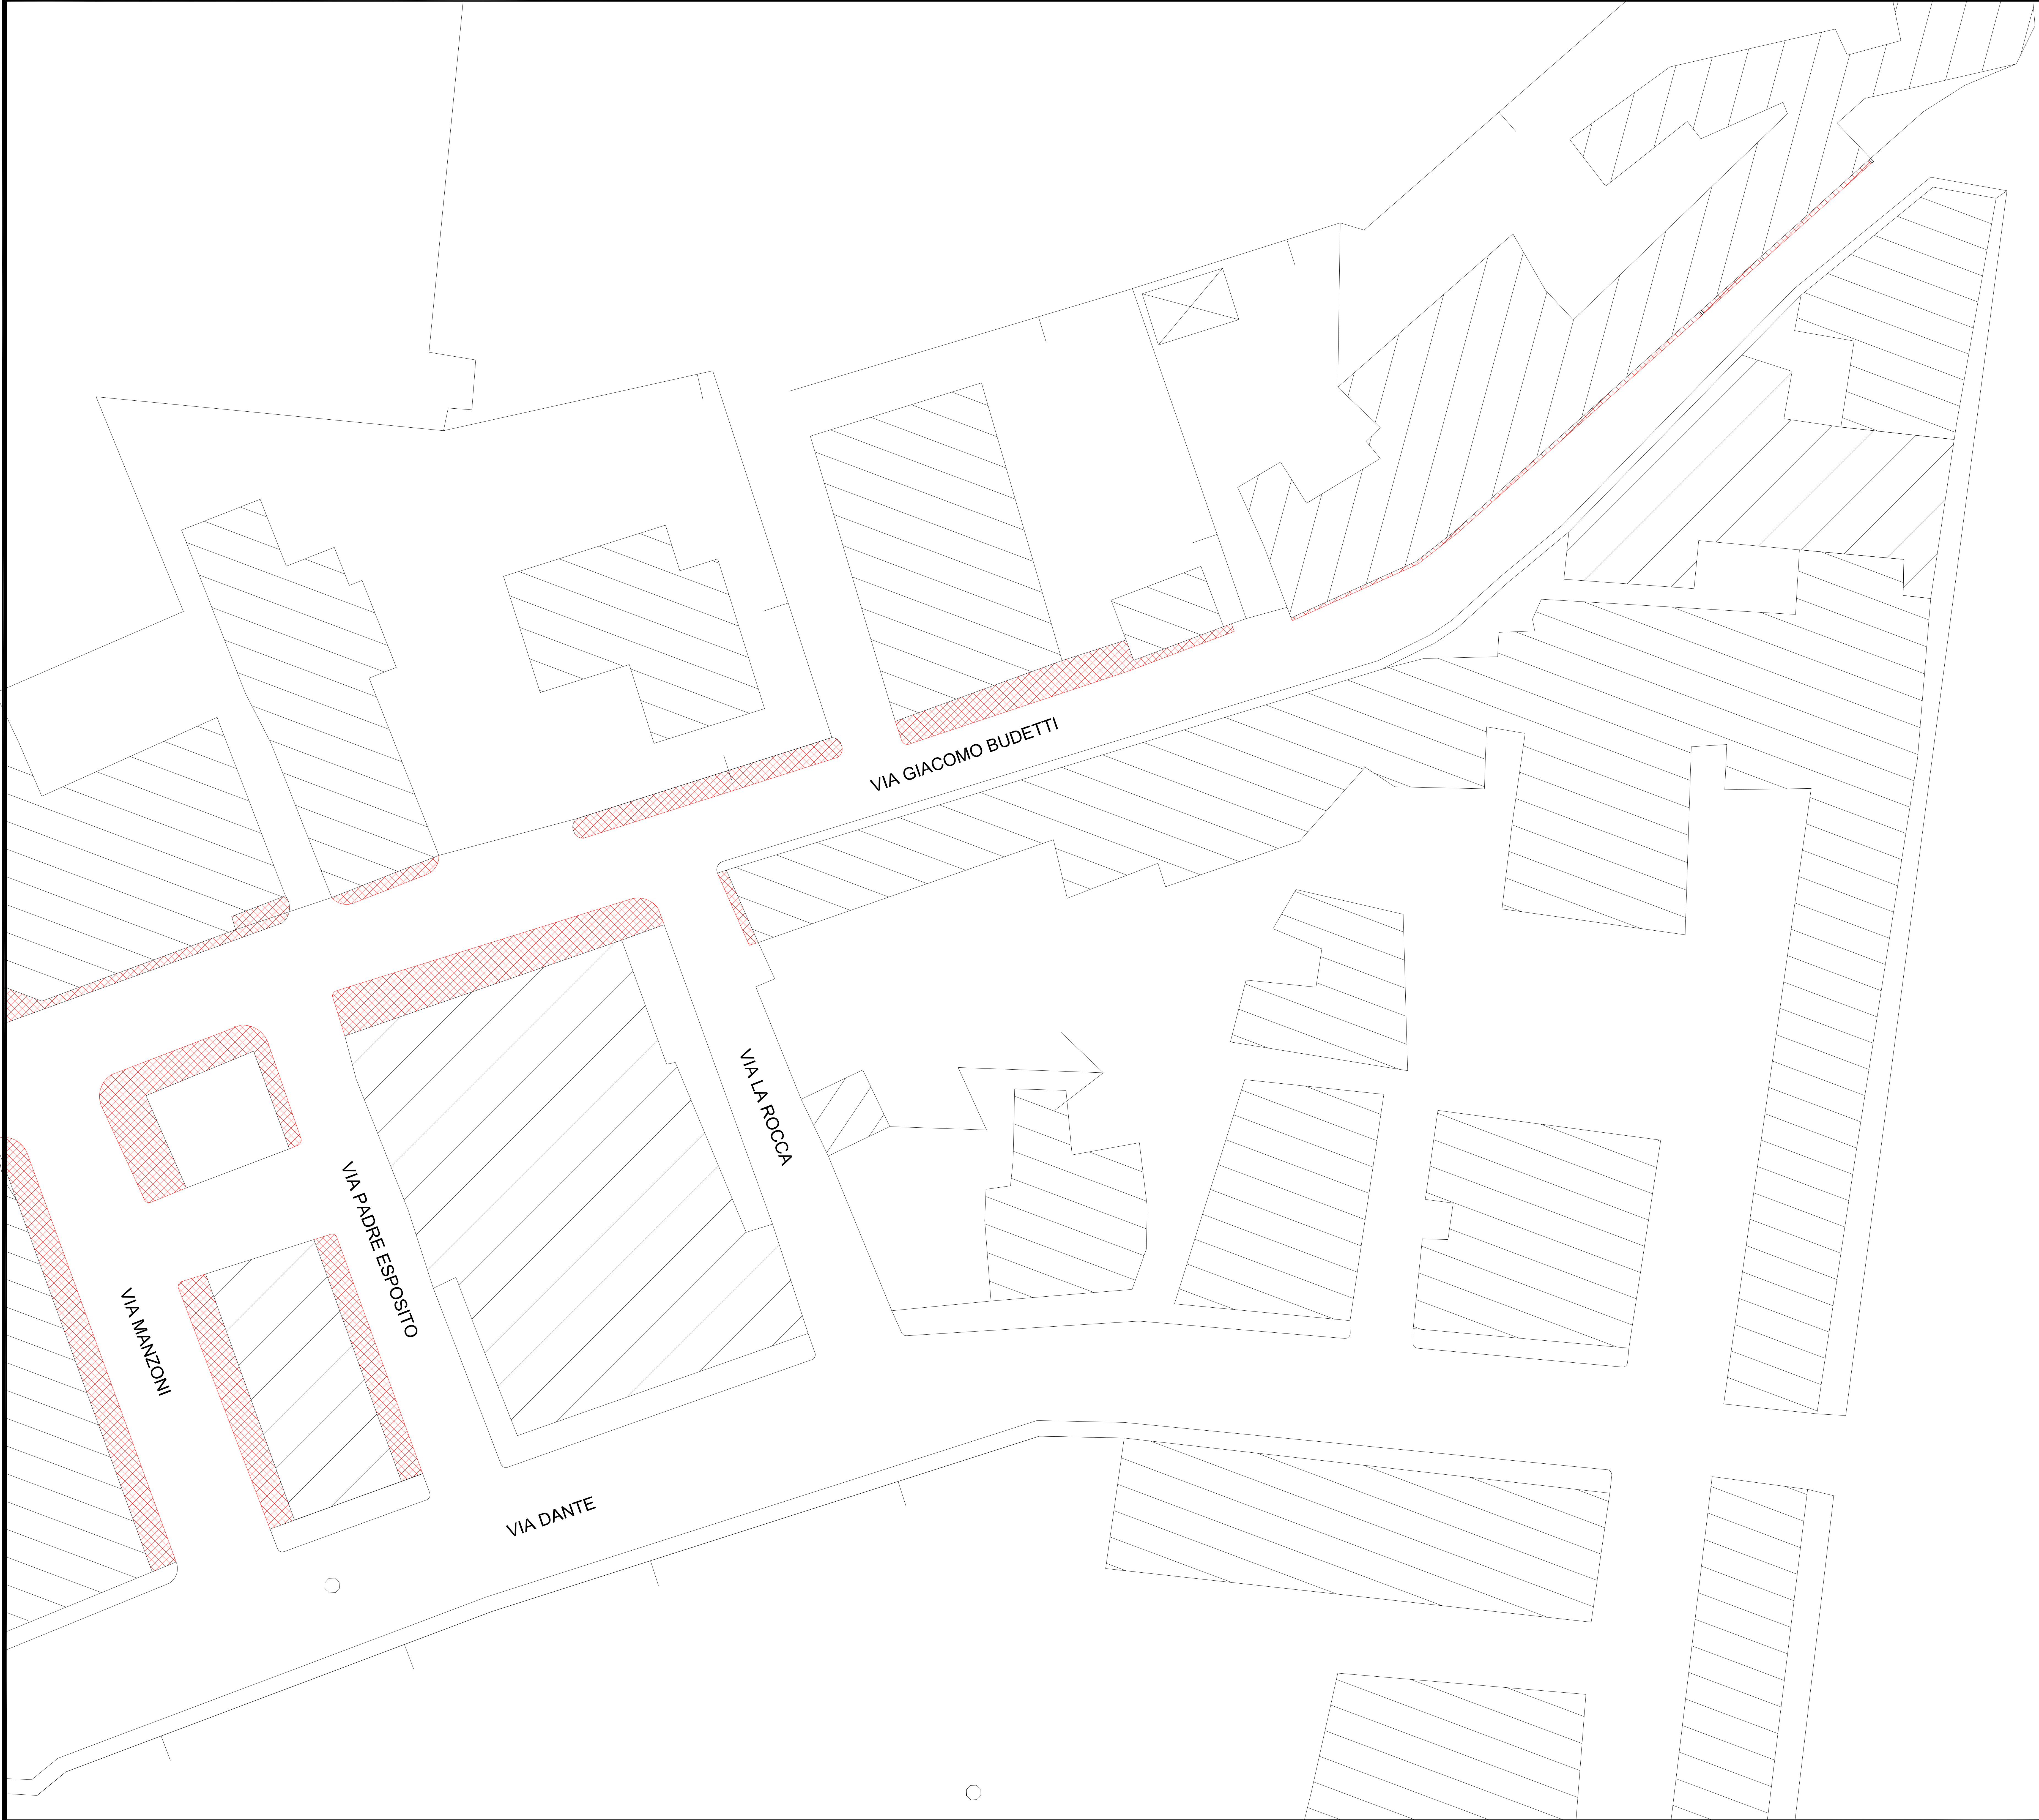 VIA GIACOMO BUDETTI
VIA LA ROCCA
VIA PADRE ESPOSITO
VIA MANZONI
VIA DANTE